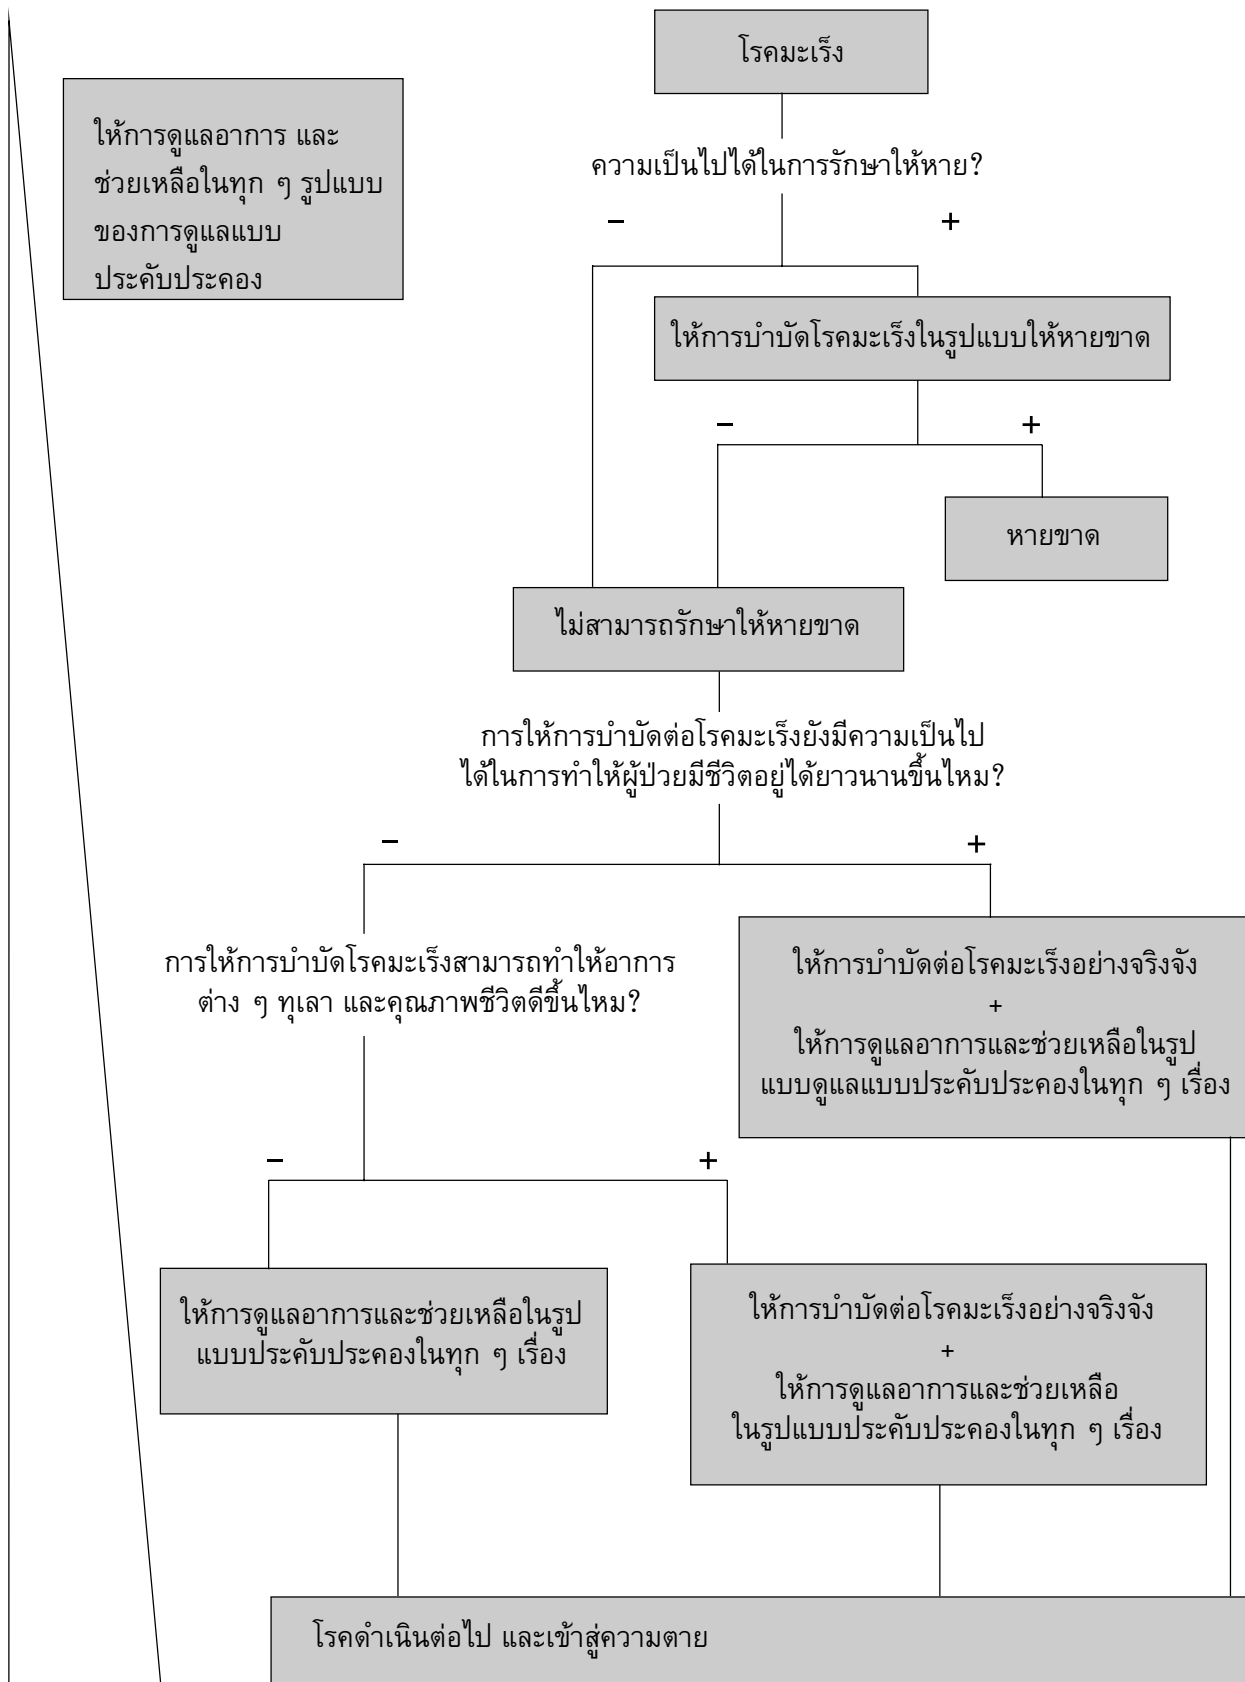 โรคมะเร็ง
ให้การดูแลอาการ และ
ช่วยเหลือในทุก ๆ รูปแบบ
ของการดูแลแบบ
ประคับประคอง
ความเป็นไปได้ในการรักษาให้หาย?
– +
ให้การบำบัดโรคมะเร็งในรูปแบบให้หายขาด
– +
หายขาด
ไม่สามารถรักษาให้หายขาด
การให้การบำบัดต่อโรคมะเร็งยังมีความเป็นไป
ได้ในการทำให้ผู้ป่วยมีชีวิตอยู่ได้ยาวนานขึ้นไหม?
– +
การให้การบำบัดโรคมะเร็งสามารถทำให้อาการ
ต่าง ๆ ทุเลา และคุณภาพชีวิตดีขึ้นไหม?
ให้การบำบัดต่อโรคมะเร็งอย่างจริงจัง
+
ให้การดูแลอาการและช่วยเหลือในรูป
แบบดูแลแบบประคับประคองในทุก ๆ เรื่อง
– +
ให้การดูแลอาการและช่วยเหลือในรูป
แบบประคับประคองในทุก ๆ เรื่อง
ให้การบำบัดต่อโรคมะเร็งอย่างจริงจัง
+
ให้การดูแลอาการและช่วยเหลือ
ในรูปแบบประคับประคองในทุก ๆ เรื่อง
โรคดำเนินต่อไป และเข้าสู่ความตาย